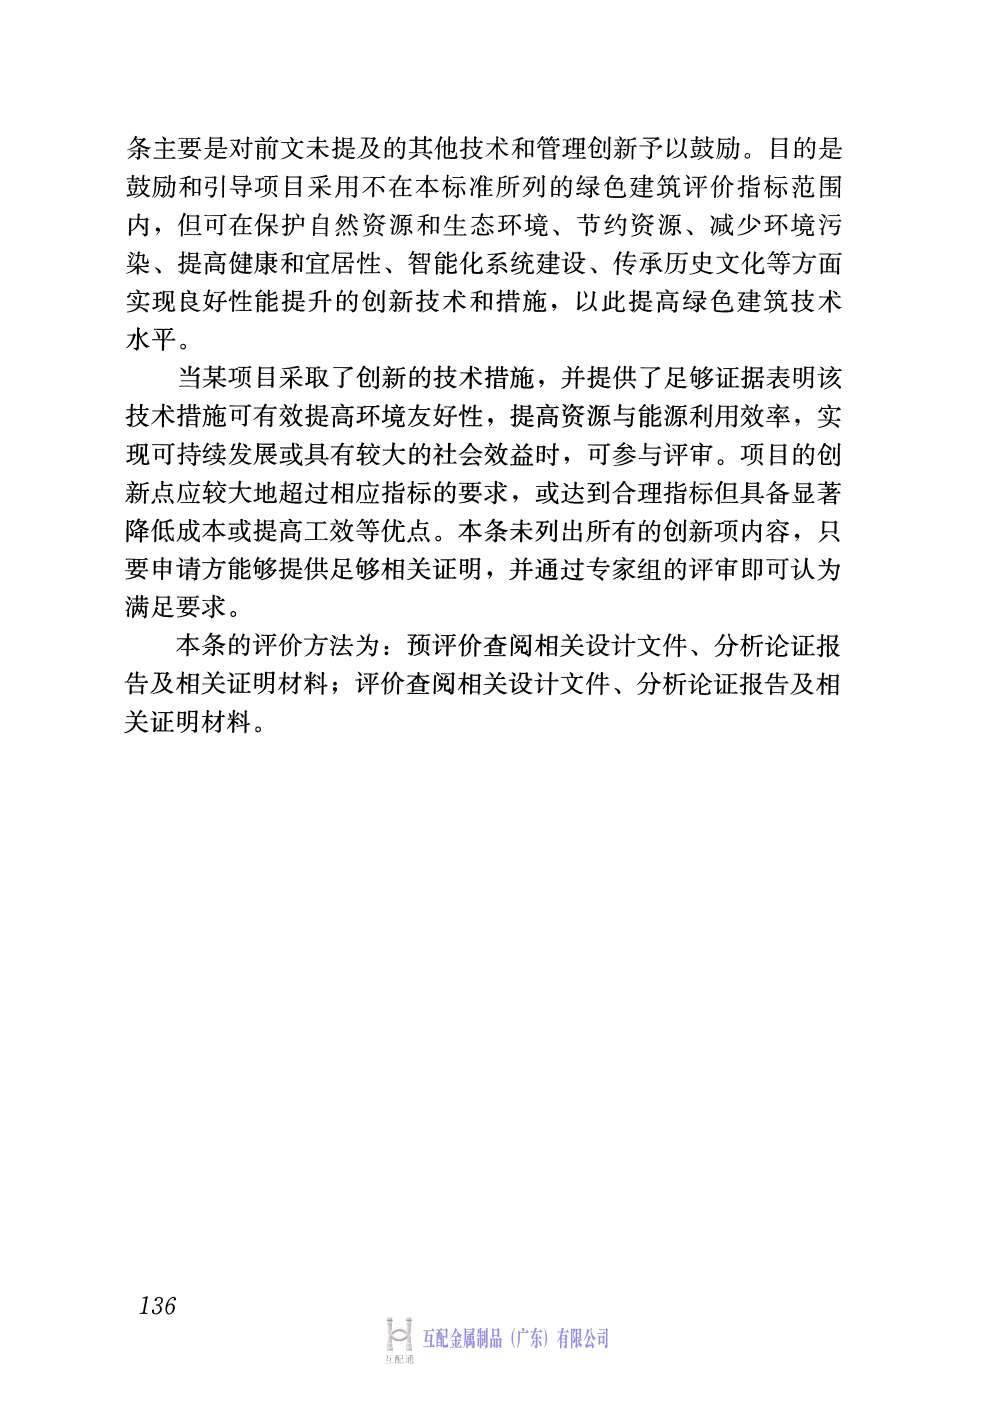 条主要是对前文未提及的其他技术和管理创新予以鼓励。目的是
鼓励和引导项目采用不在本标准所列的绿色建筑评价指标范围
内，但可在保护自然资源和生态环境、节约资源、减少环境污
染、提高健康和宜居性、智能化系统建设、传承历史文化等方面
实现良好性能提升的创新技术和措施，以此提高绿色建筑技术
水平。
当某项目采取了创新的技术措施，并提供了足够证据表明该
技术措施可有效提高环境友好性，提高资源与能源利用效率，实
现可持续发展或具有较大的社会效益时，可参与评审。项目的创
新点应较大地超过相应指标的要求，或达到合理指标但具备显著
降低成本或提高工效等优点。本条未列出所有的创新项内容，只
要申请方能够提供足够相关证明，并通过专家组的评审即可认为
满足要求。
本条的评价方法为：预评价查阅相关设计文件、分析论证报
告及相关证明材料；评价查阅相关设计文件、分析论证报告及相
关证明材料。
136
互配金属制品（广东）有限公司
互配通